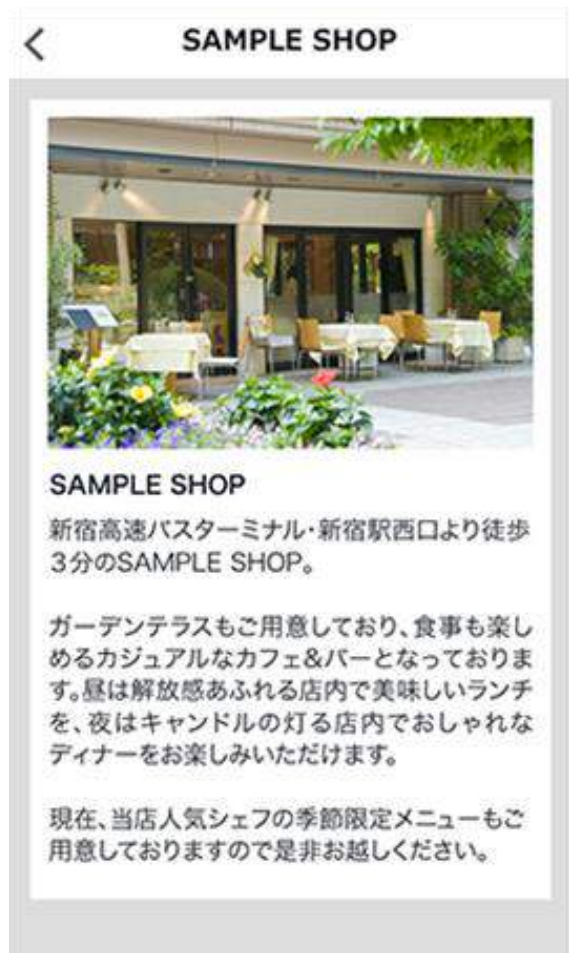 SAMPLE SHOP
SAMPLE SHOP
新宿高速バスターミナル・新宿駅西口より徒歩
3分のSAMPLE SHOP。
ガーデンテラスもご用意しており、食事も楽し
めるカジュアルなカフェ&バーとなっておりま
す。昼は解放感あふれる店内で美味しいランチ
を、夜はキャンドルの灯る店内でおしゃれな
ディナーをお楽しみいただけます。
現在、当店人気シェフの季節限定メニューもご
用意しておりますので是非お越しください。